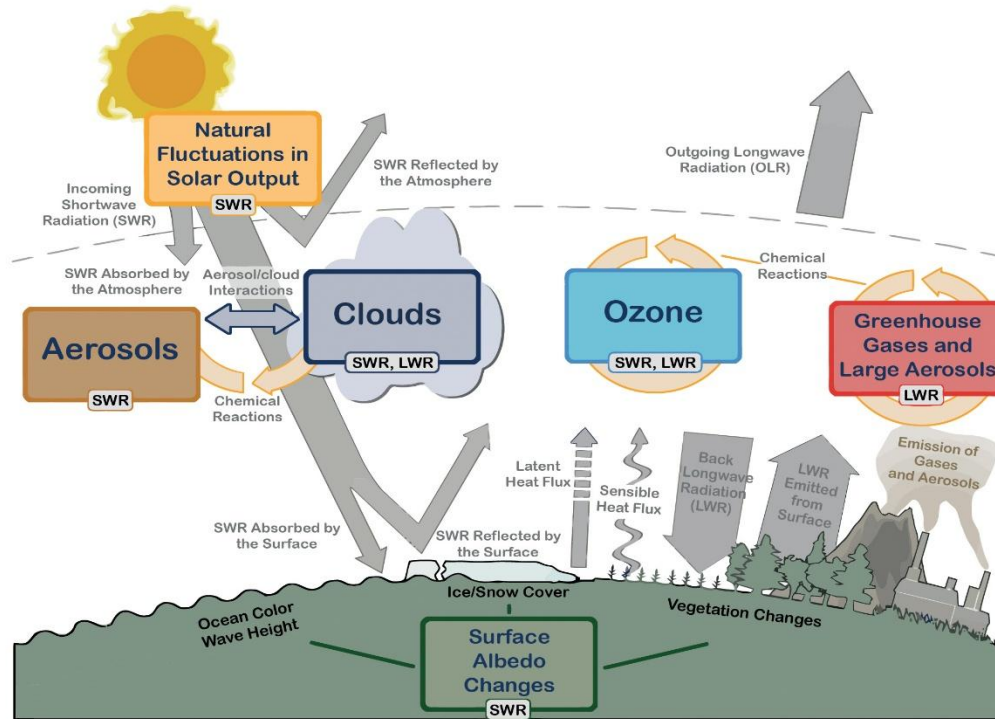 Natural
Fluctuations in
Solar Output
SWR
Incoming
Shortwave
Radiation (SWR)
SWR Reflected by
the Atmosphere
Outgoing Longwave
Radiation (OLR)
SWR Absorbed by
the Atmosphere
Aerosol/cloud
Interactions
Chemical
Reactions
Aerosols
SWR
Clouds
SWR, LWR
Ozone
SWR, LWR
Greenhouse
Gases and
Large Aerosols
LWR
Chemical
Reactions
Latent
Heat Flux
Sensible
Heat Flux
Back
Longwave
Radiation
(LWR)
LWR
Emitted
from
Surface
Emission of
Gases
and Aerosols
SWR Absorbed by
the Surface
SWR Reflected by
the Surface
Ice/Snow Cover
Ocean Color
Wave Height
Vegetation Changes
Surface
Albedo
Changes
SWR